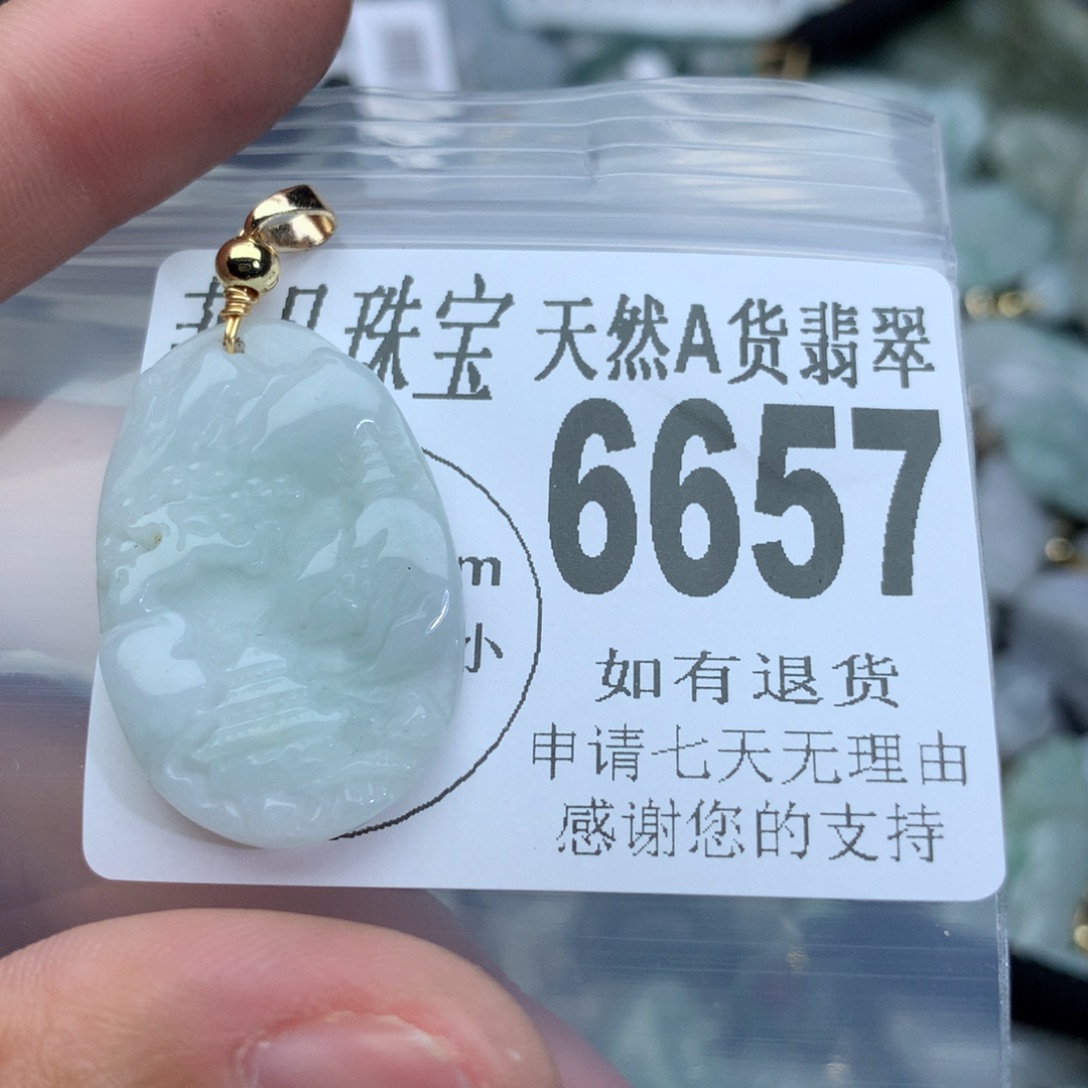 珠宝 天然A货翡翠
6657
m
小
如有退货
申请七天无理由
感谢您的支持